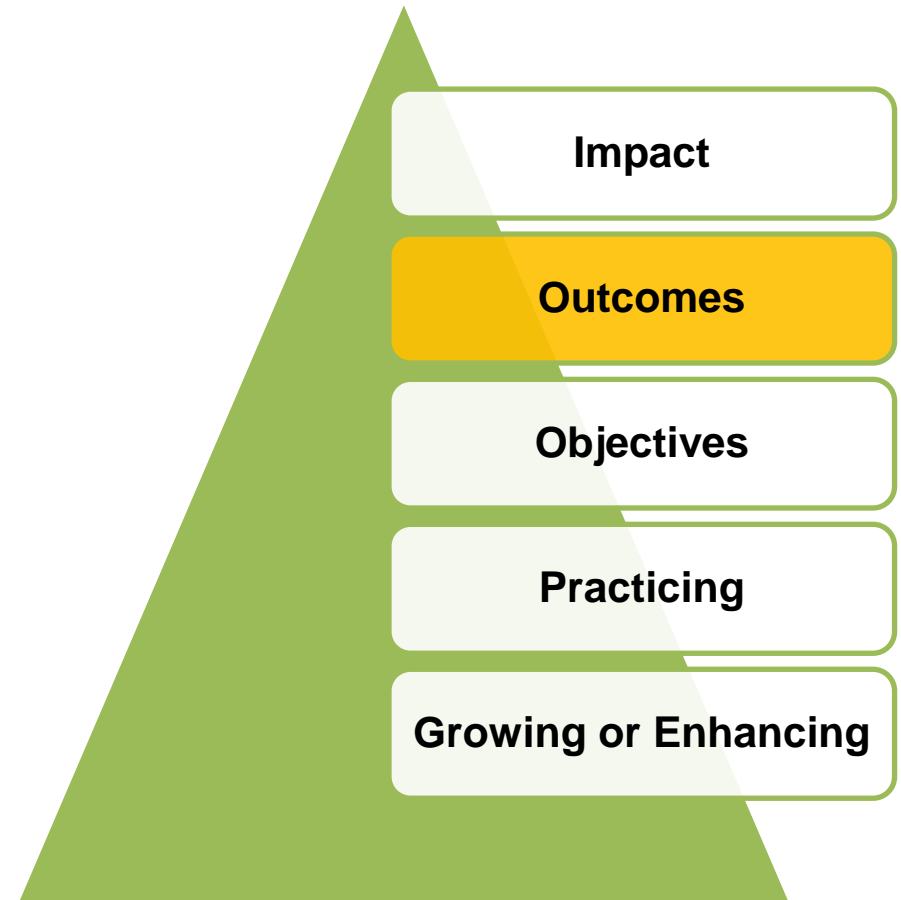 Impact
Outcomes
Objectives
Practicing
Growing or Enhancing